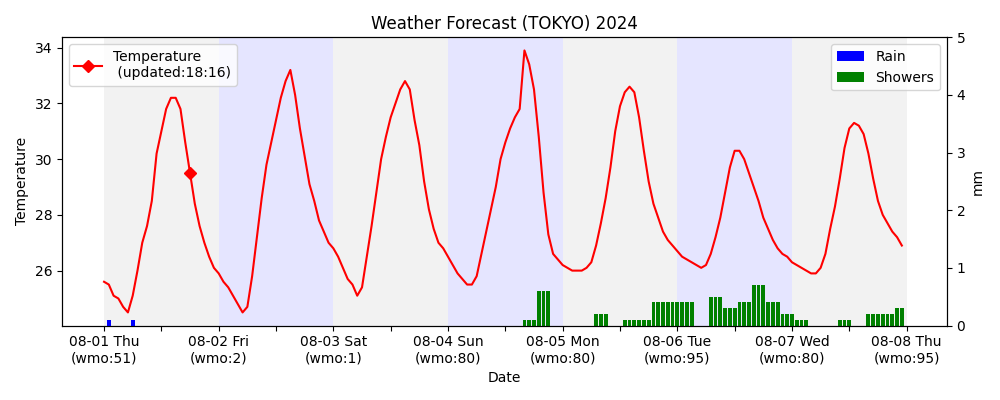 Weather Forecast (TOKYO) 2024
Temperature
(updated:18:16)
Rain
Showers
34
32
30
28
26
Temperature
5
4
3
2
1
0
mm
08-01 Thu
(wmo:51)
08-02 Fri
(wmo:2)
08-03 Sat
(wmo:1)
08-04 Sun
(wmo:80)
08-05 Mon
(wmo:80)
08-06 Tue
(wmo:95)
08-07 Wed
(wmo:80)
08-08 Thu
(wmo:95)
Date